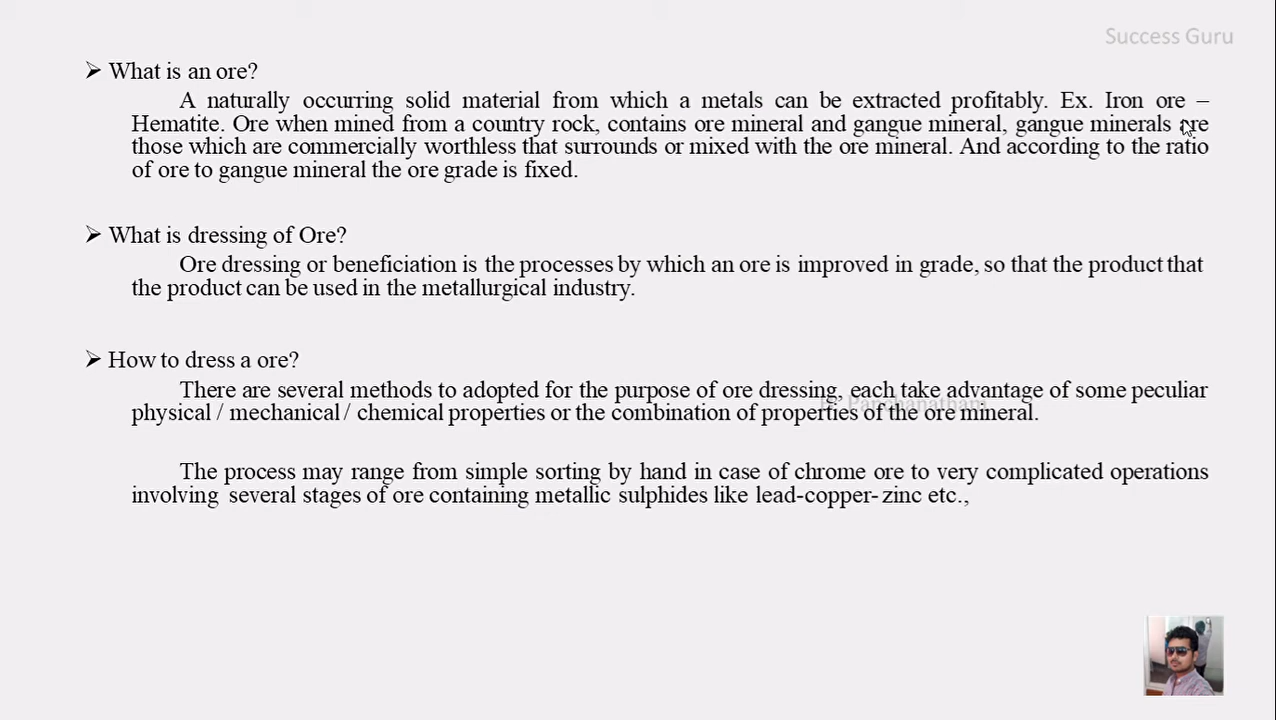 Success Guru
➢ What is an ore?
A naturally occurring solid material from which a metals can be extracted profitably. Ex. Iron ore –
Hematite. Ore when mined from a country rock, contains ore mineral and gangue mineral, gangue minerals are
those which are commercially worthless that surrounds or mixed with the ore mineral. And according to the ratio
of ore to gangue mineral the ore grade is fixed.
➢ What is dressing of Ore?
Ore dressing or beneficiation is the processes by which an ore is improved in grade, so that the product that
the product can be used in the metallurgical industry.
➢ How to dress a ore?
There are several methods to adopted for the purpose of ore dressing, each take advantage of some peculiar
physical / mechanical / chemical properties or the combination of properties of the ore mineral.
Panchanatham
The process may range from simple sorting by hand in case of chrome ore to very complicated operations
involving several stages of ore containing metallic sulphides like lead-copper- zinc etc.,